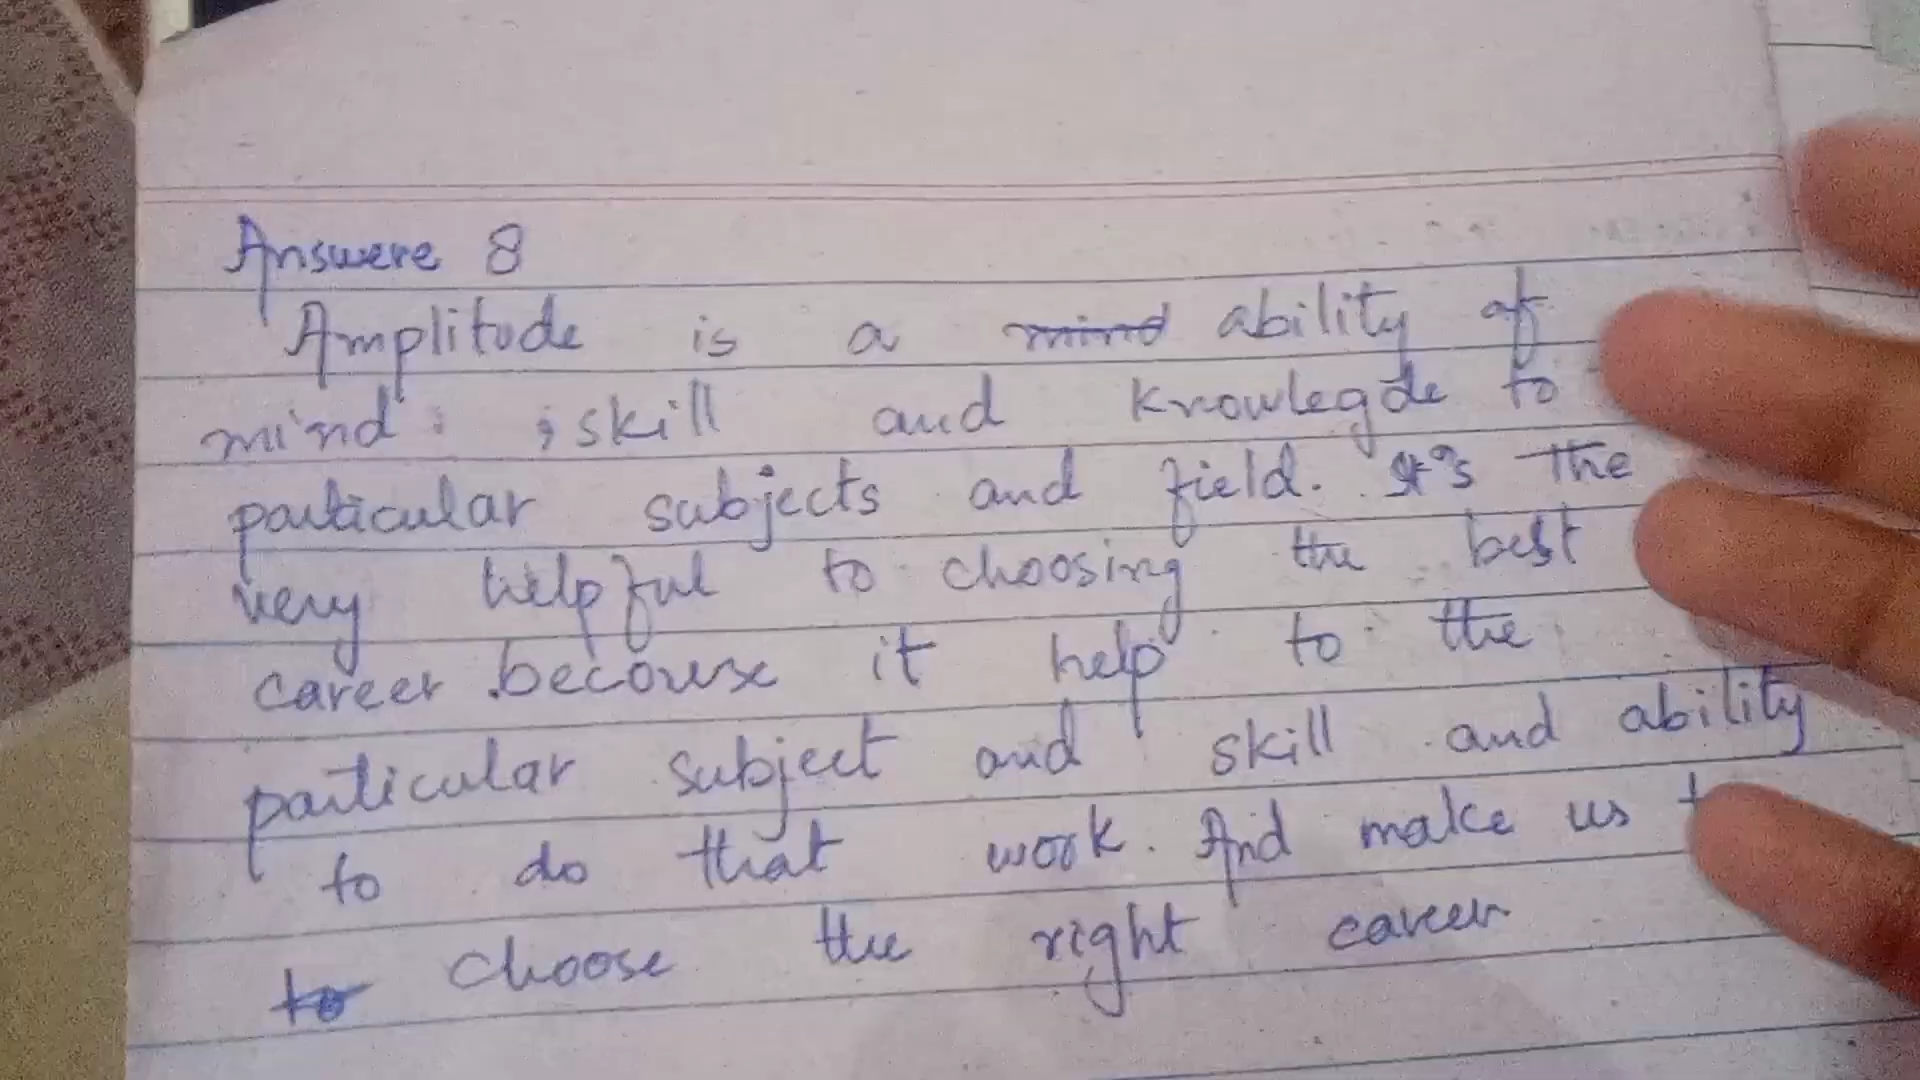 Answere 8
Amplitude is a mind ability of
mind , skill and knowlegde to
particular subjects and field. It's the
very helpful to choosing the best
career becouse it help to the
particular subject and skill and ability
to do that work. And make us
to choose the right career